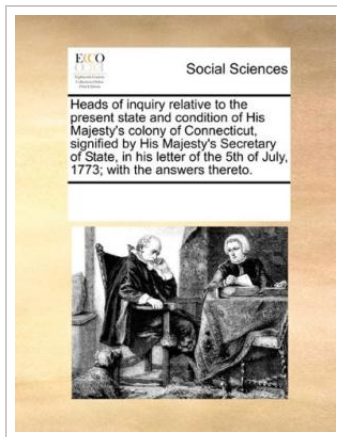 ECCO
Social Sciences
Heads of inquiry relative to the
present state and condition of His
Majesty's colony of Connecticut,
signified by His Majesty's Secretary
of State, in his letter of the 5th of July,
1773; with the answers thereto.